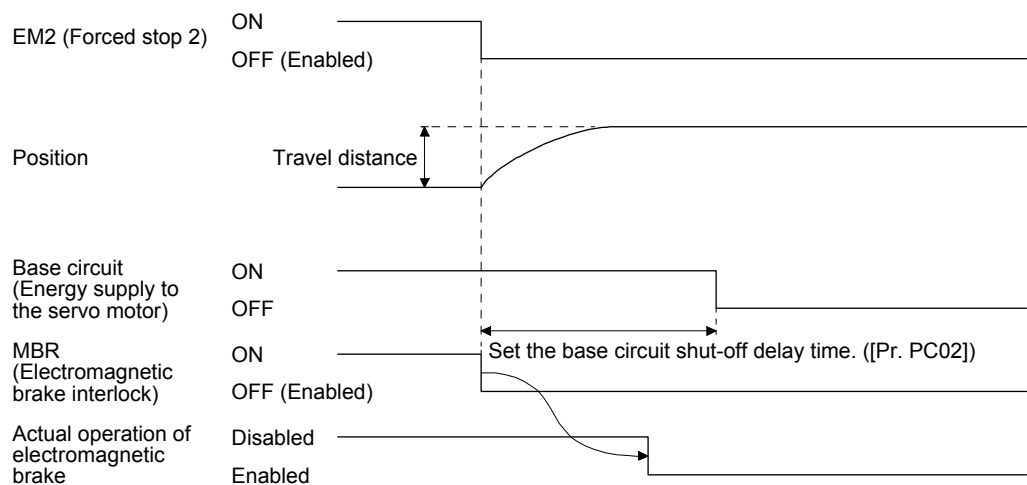 EM2 (Forced stop 2)
ON
OFF (Enabled)
Position
Travel distance
Base circuit
(Energy supply to
the servo motor)
ON
OFF
Set the base circuit shut-off delay time. ([Pr. PC02])
MBR
(Electromagnetic
brake interlock)
ON
OFF (Enabled)
Actual operation of
electromagnetic
brake
Disabled
Enabled